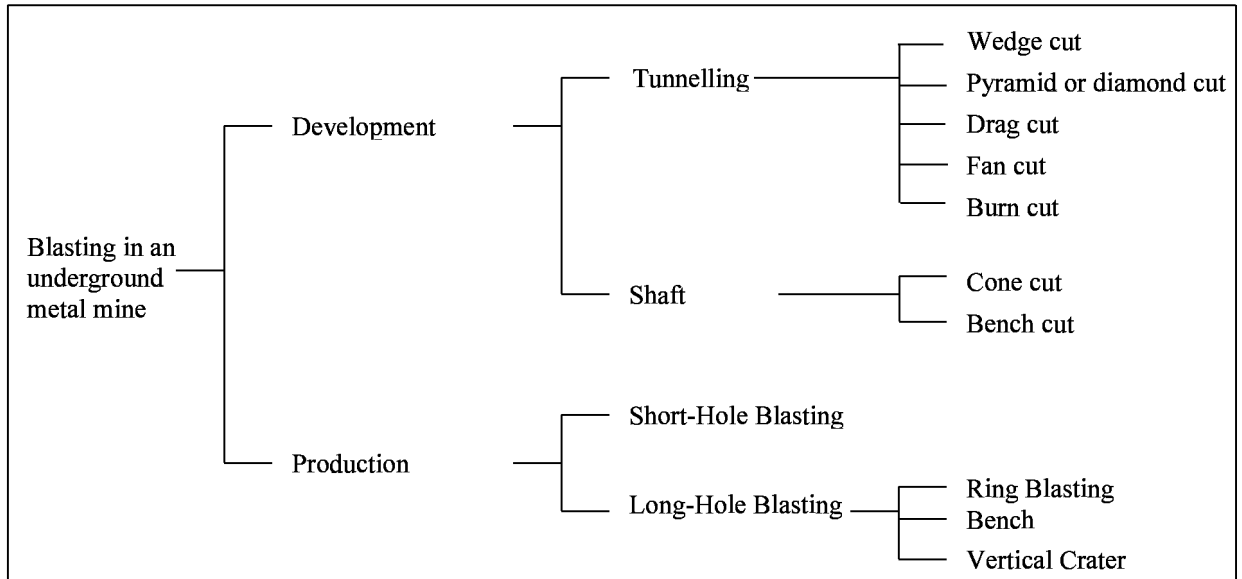 Blasting in an
underground
metal mine
Development
Tunnelling
Wedge cut
Pyramid or diamond cut
Drag cut
Fan cut
Burn cut
Shaft
Cone cut
Bench cut
Production
Short-Hole Blasting
Long-Hole Blasting
Ring Blasting
Bench
Vertical Crater